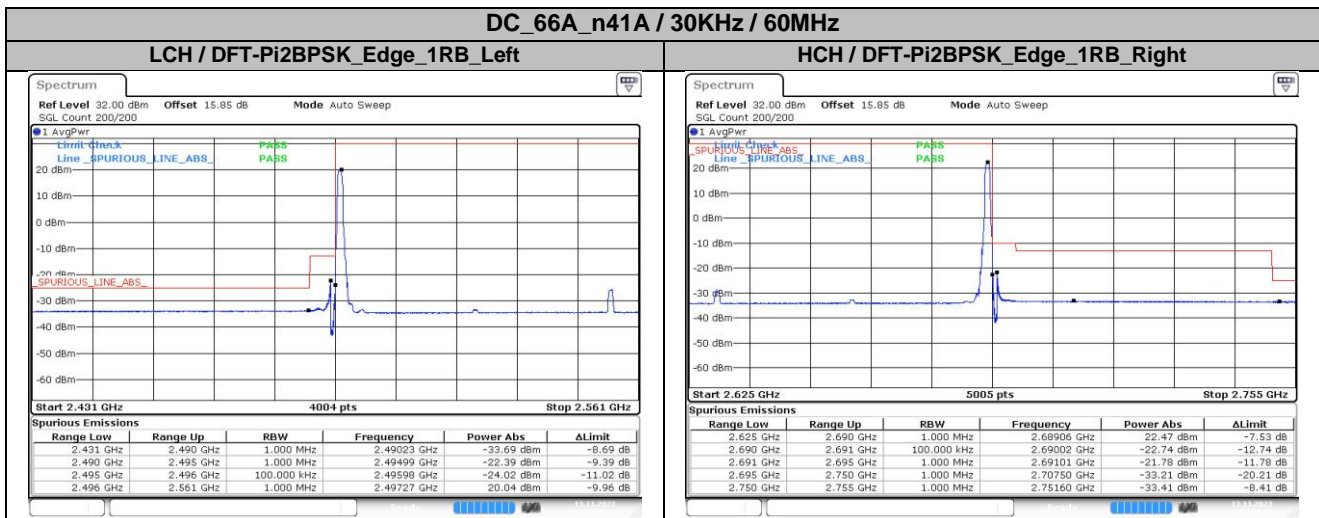 DC_66A_n41A / 30KHz / 60MHz
LCH / DFT-Pi2BPSK_Edge_1RB_Left
HCH / DFT-Pi2BPSK_Edge_1RB_Right
Spectrum
Ref Level 32.00 dBm Offset 15.85 dB Mode Auto Sweep
SGL Count 200/200
1 AvgPwr
Limit Check PASS
Line _SPURIOUS_LINE_ABS_ PASS
20 dBm
10 dBm
0 dBm
-10 dBm
-20 dBm
_SPURIOUS_LINE_ABS_
-30 dBm
-40 dBm
-50 dBm
-60 dBm
Start 2.431 GHz 4004 pts Stop 2.561 GHz
Spurious Emissions
Range Low Range Up RBW Frequency Power Abs ΔLimit
2.431 GHz 2.490 GHz 1.000 MHz 2.49023 GHz -33.69 dBm -8.69 dB
2.490 GHz 2.495 GHz 1.000 MHz 2.49499 GHz -22.39 dBm -9.39 dB
2.495 GHz 2.496 GHz 100.000 kHz 2.49598 GHz -24.02 dBm -11.02 dB
2.496 GHz 2.561 GHz 1.000 MHz 2.49727 GHz 20.04 dBm -9.96 dB
Spectrum
Ref Level 32.00 dBm Offset 15.85 dB Mode Auto Sweep
SGL Count 200/200
1 AvgPwr
Limit Check PASS
_SPURIOUS_LINE_ABS_
Line _SPURIOUS_LINE_ABS_ PASS
20 dBm
10 dBm
0 dBm
-10 dBm
-20 dBm
-30 dBm
-40 dBm
-50 dBm
-60 dBm
Start 2.625 GHz 5005 pts Stop 2.755 GHz
Spurious Emissions
Range Low Range Up RBW Frequency Power Abs ΔLimit
2.625 GHz 2.690 GHz 1.000 MHz 2.68906 GHz 22.47 dBm -7.53 dB
2.690 GHz 2.691 GHz 100.000 kHz 2.69002 GHz -22.74 dBm -12.74 dB
2.691 GHz 2.695 GHz 1.000 MHz 2.69101 GHz -21.78 dBm -11.78 dB
2.695 GHz 2.750 GHz 1.000 MHz 2.70750 GHz -33.21 dBm -20.21 dB
2.750 GHz 2.755 GHz 1.000 MHz 2.75160 GHz -33.41 dBm -8.41 dB